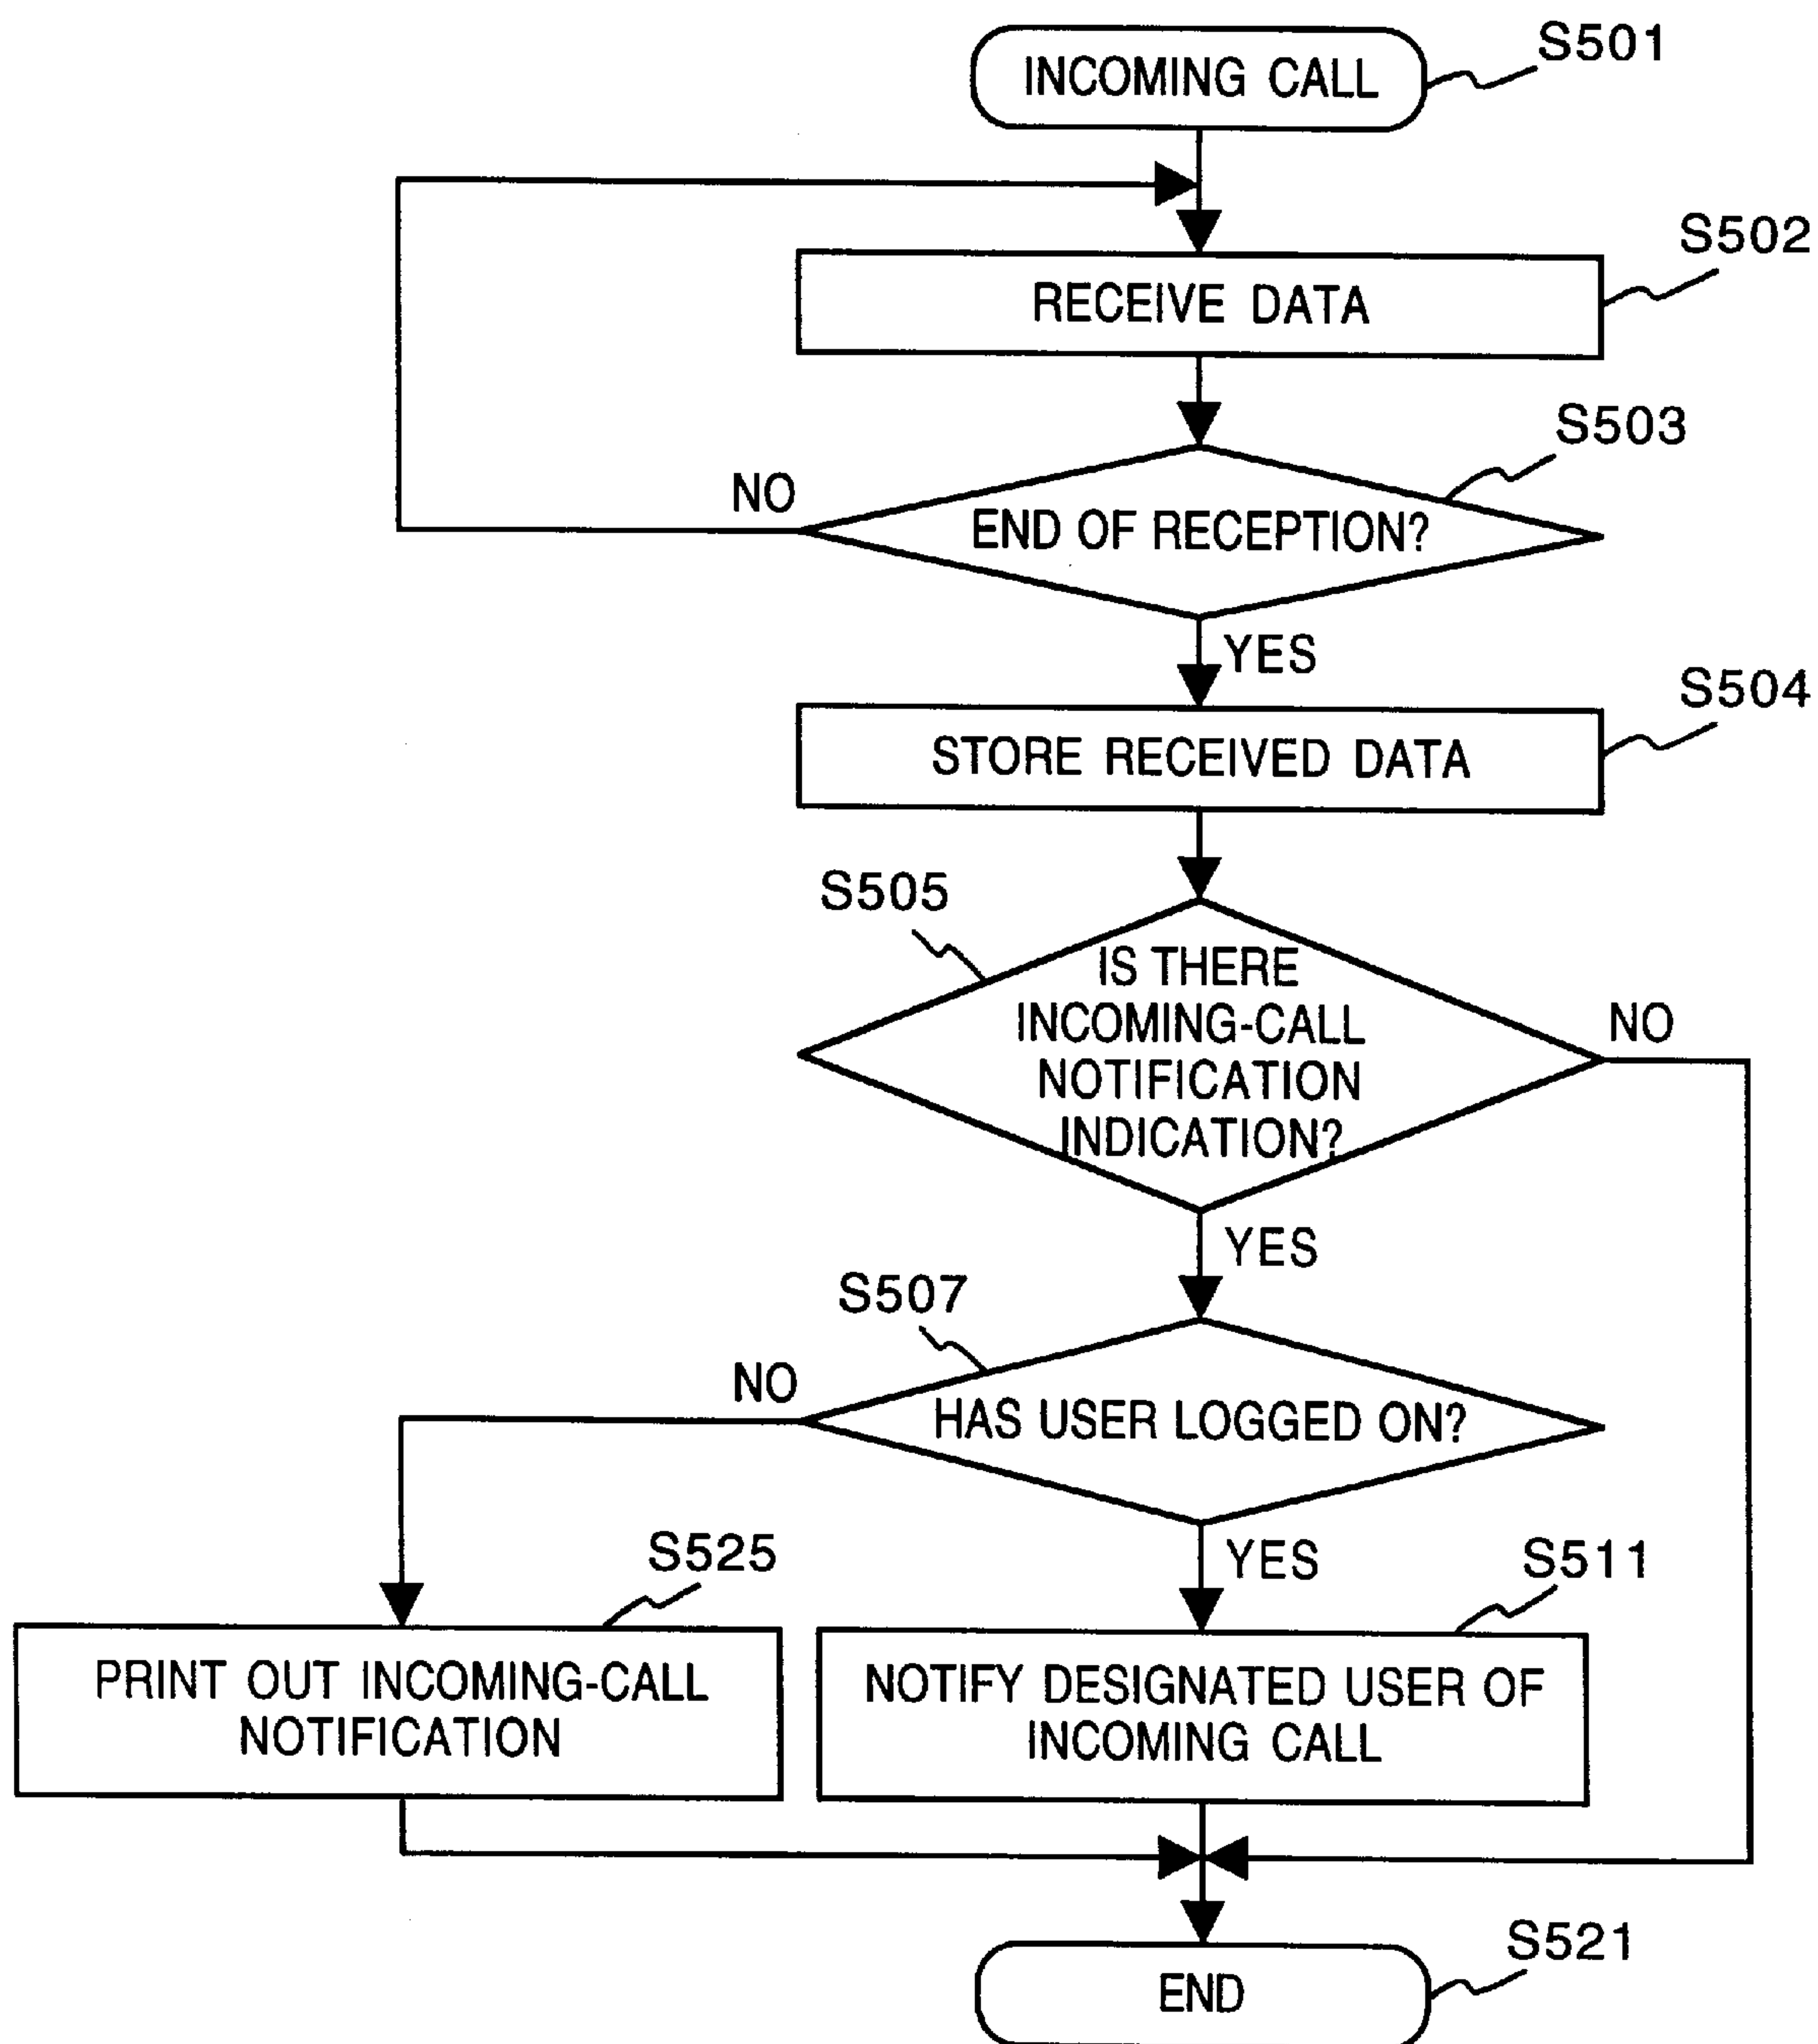 S501
INCOMING CALL
S502
RECEIVE DATA
S503
NO
END OF RECEPTION?
YES
S504
STORE RECEIVED DATA
S505
IS THERE
INCOMING-CALL
NOTIFICATION
INDICATION?
NO
YES
S507
NO
HAS USER LOGGED ON?
YES
S525
S511
PRINT OUT INCOMING-CALL
NOTIFICATION
NOTIFY DESIGNATED USER OF
INCOMING CALL
S521
END